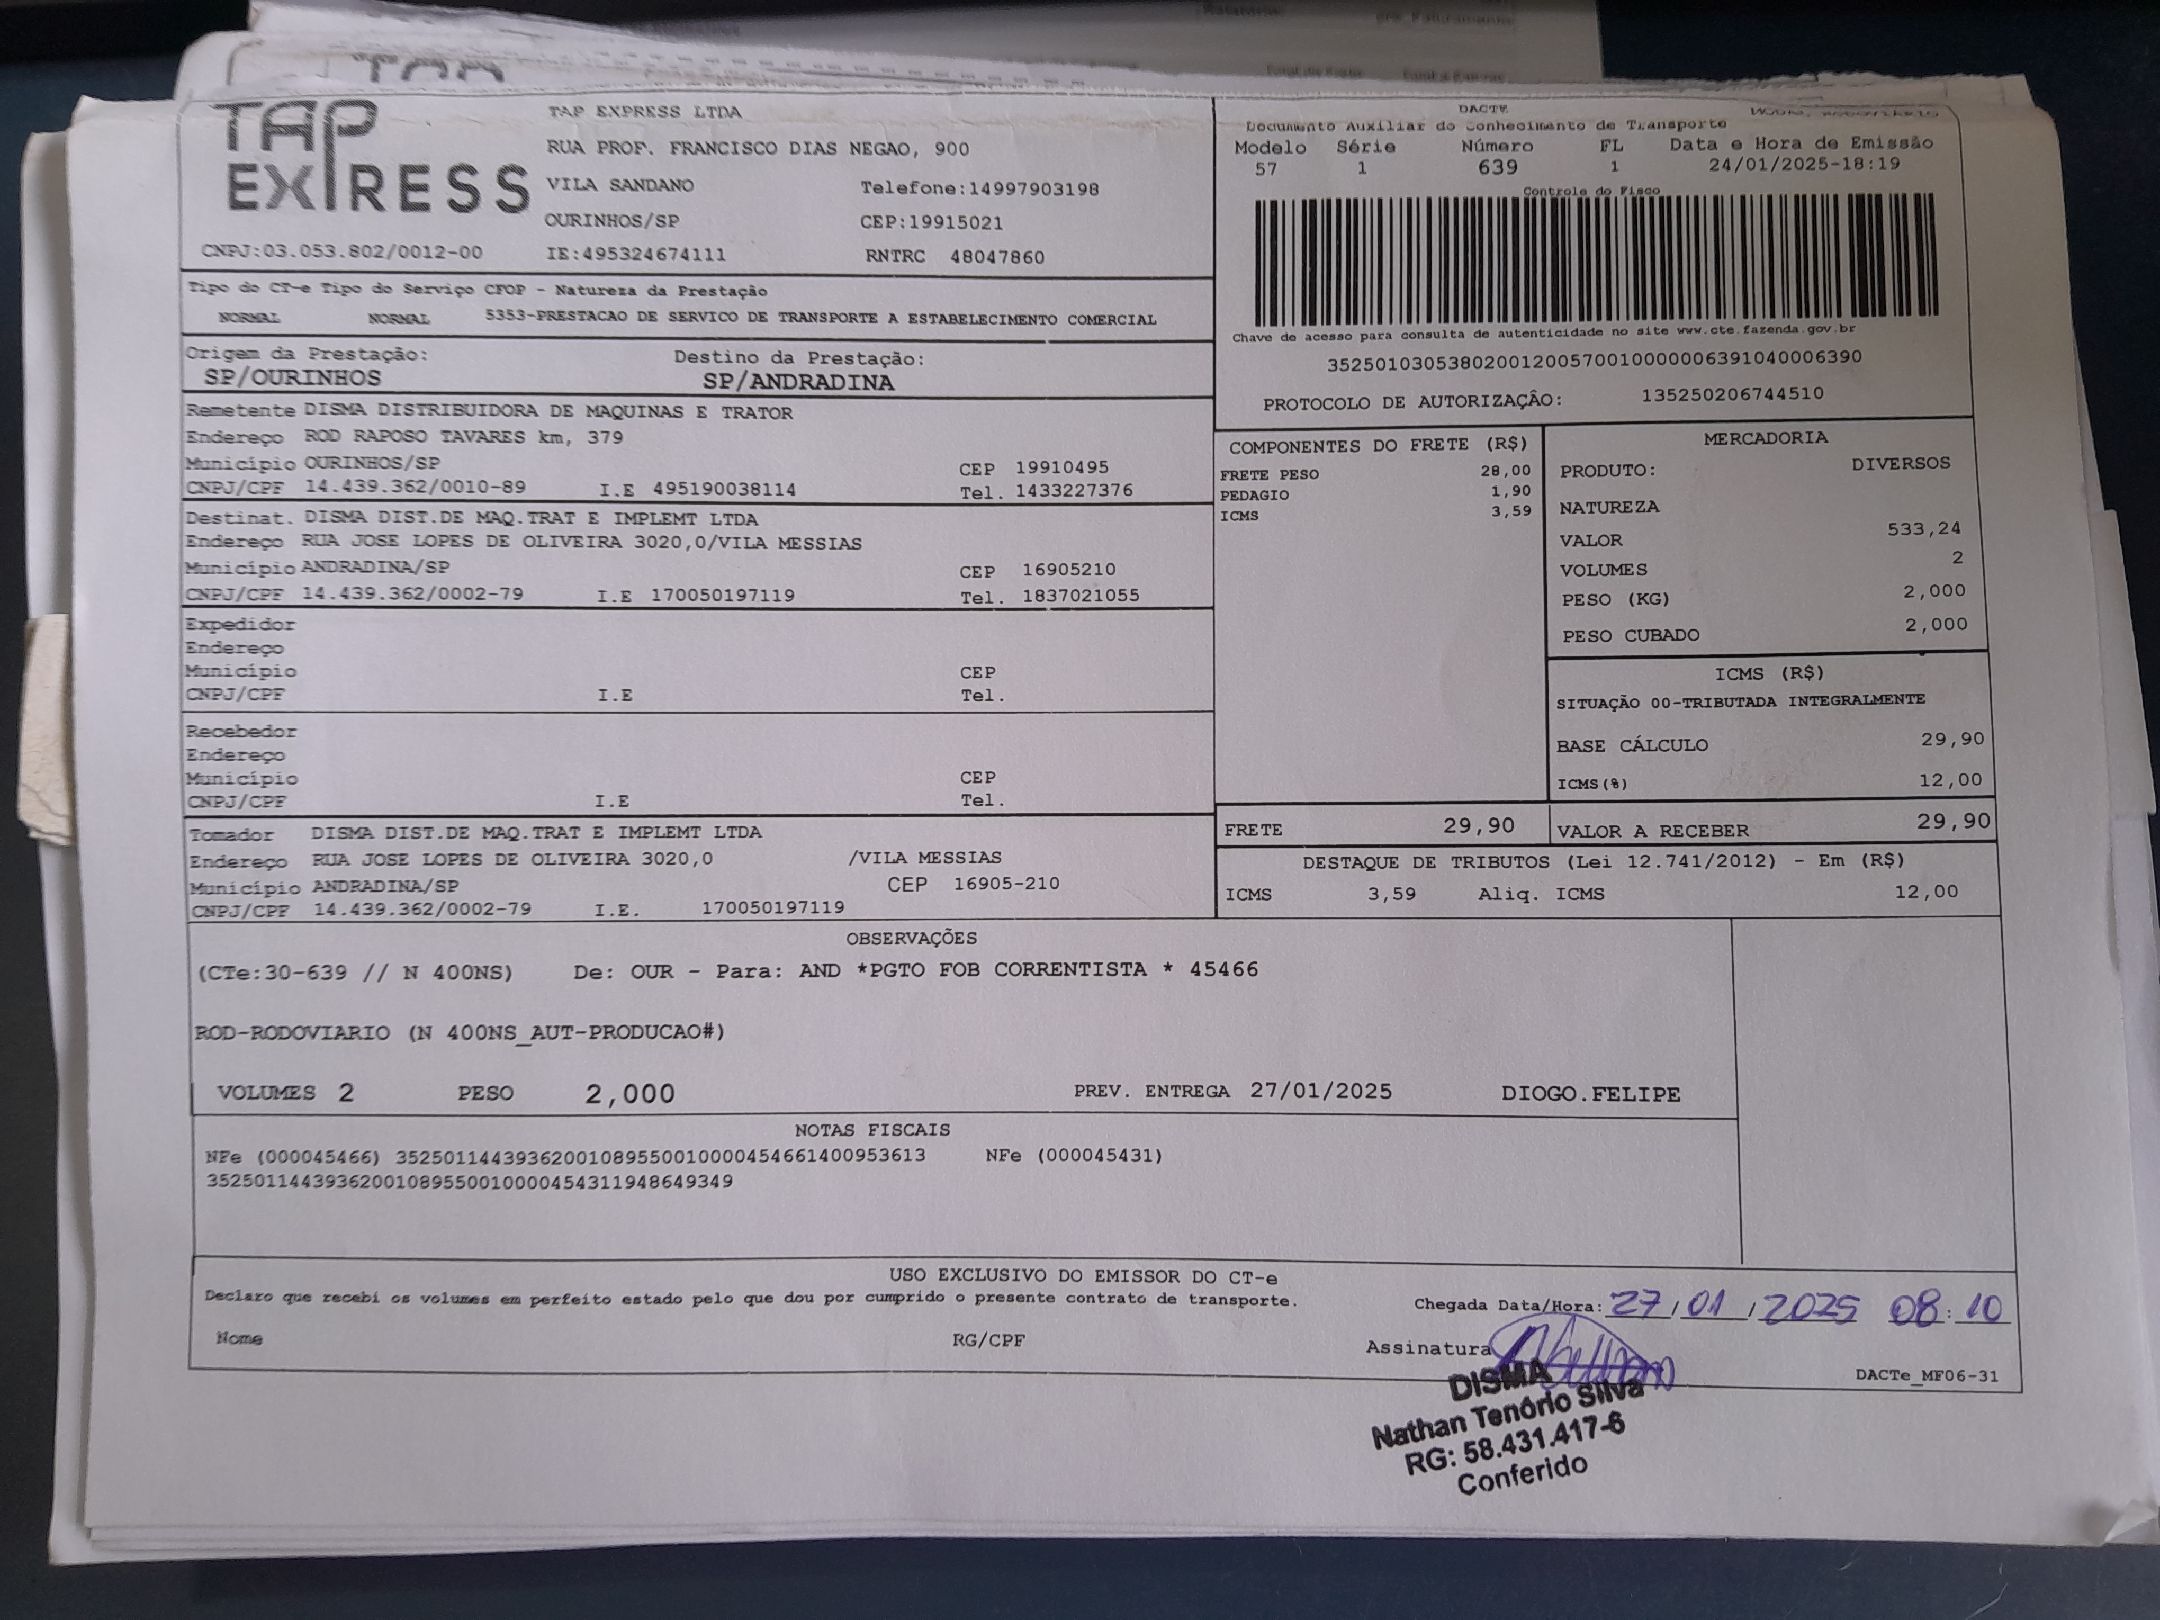 TAP EXPRESS
TAP EXPRESS LTDA
RUA PROF. FRANCISCO DIAS NEGAO, 900
VILA SANDANO Telefone:14997903198
OURINHOS/SP CEP:19915021
CNPJ:03.053.802/0012-00 IE:495324674111 RNTRC 48047860
DACTE
Documento Auxiliar do Conhecimento de Transporte
Modelo Série Número FL Data e Hora de Emissão
57 1 639 1 24/01/2025-18:19
Controle do Fisco
Chave de acesso para consulta de autenticidade no site www.cte.fazenda.gov.br
35250103053802001200570010000006391040006390
PROTOCOLO DE AUTORIZAÇÂO: 135250206744510
Tipo do CT-e Tipo do Serviço CFOP - Natureza da Prestação
NORMAL NORMAL 5353-PRESTACAO DE SERVICO DE TRANSPORTE A ESTABELECIMENTO COMERCIAL
Origem da Prestação: Destino da Prestação:
SP/OURINHOS SP/ANDRADINA
Remetente DISMA DISTRIBUIDORA DE MAQUINAS E TRATOR
Endereço ROD RAPOSO TAVARES km, 379
Município OURINHOS/SP CEP 19910495
CNPJ/CPF 14.439.362/0010-89 I.E 495190038114 Tel. 1433227376
Destinat. DISMA DIST.DE MAQ.TRAT E IMPLEMT LTDA
Endereço RUA JOSE LOPES DE OLIVEIRA 3020,0/VILA MESSIAS
Município ANDRADINA/SP CEP 16905210
CNPJ/CPF 14.439.362/0002-79 I.E 170050197119 Tel. 1837021055
Expedidor
Endereço
Município CEP
CNPJ/CPF I.E Tel.
Recebedor
Endereço
Município CEP
CNPJ/CPF I.E Tel.
Tomador DISMA DIST.DE MAQ.TRAT E IMPLEMT LTDA
Endereço RUA JOSE LOPES DE OLIVEIRA 3020,0 /VILA MESSIAS
Município ANDRADINA/SP CEP 16905-210
CNPJ/CPF 14.439.362/0002-79 I.E. 170050197119
COMPONENTES DO FRETE (R$)
FRETE PESO 28,00
PEDAGIO 1,90
ICMS 3,59
MERCADORIA
PRODUTO: DIVERSOS
NATUREZA
VALOR 533,24
VOLUMES 2
PESO (KG) 2,000
PESO CUBADO 2,000
ICMS (R$)
SITUAÇÃO 00-TRIBUTADA INTEGRALMENTE
BASE CÁLCULO 29,90
ICMS(%) 12,00
FRETE 29,90 VALOR A RECEBER 29,90
DESTAQUE DE TRIBUTOS (Lei 12.741/2012) - Em (R$)
ICMS 3,59 Aliq. ICMS 12,00
OBSERVAÇÕES
(CTe:30-639 // N 400NS) De: OUR - Para: AND *PGTO FOB CORRENTISTA * 45466
ROD-RODOVIARIO (N 400NS_AUT-PRODUCAO#)
VOLUMES 2 PESO 2,000 PREV. ENTREGA 27/01/2025 DIOGO.FELIPE
NOTAS FISCAIS
NFe (000045466) 35250114439362001089550010000454661400953613 NFe (000045431)
35250114439362001089550010000454311948649349
USO EXCLUSIVO DO EMISSOR DO CT-e
Declaro que recebi os volumes em perfeito estado pelo que dou por cumprido o presente contrato de transporte.
Chegada Data/Hora: 27/01/2025 08:10
Nome RG/CPF Assinatura
DACTe_MF06-31
DISMA
Nathan Tenório Silva
RG: 58.431.417-6
Conferido